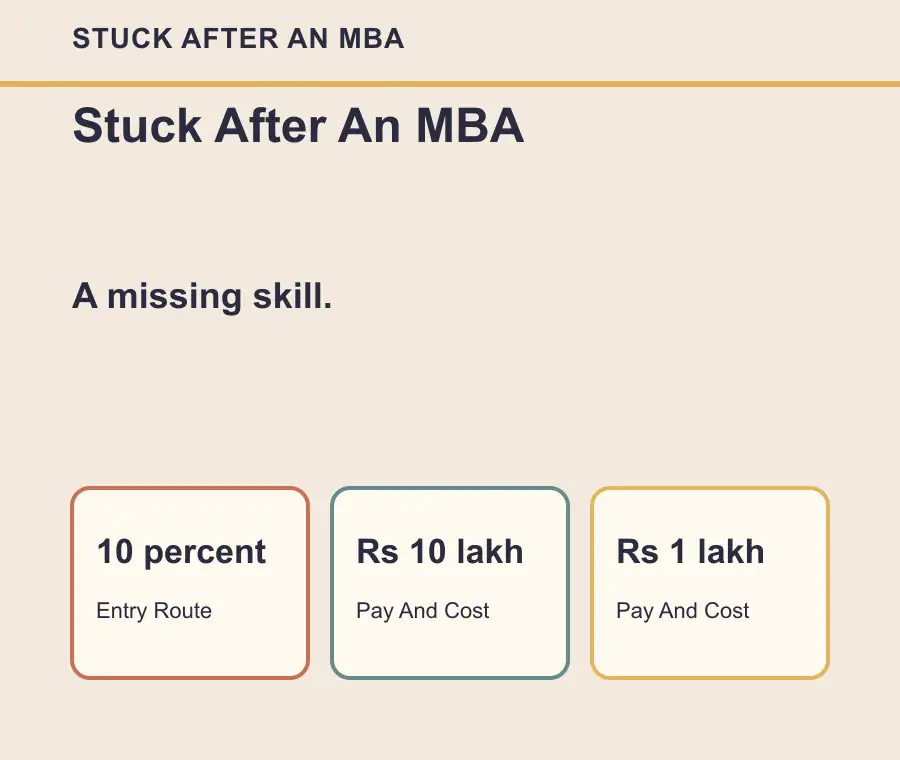 STUCK AFTER AN MBA
Stuck After An MBA
A missing skill.
10 percent
Entry Route
Rs 10 lakh
Pay And Cost
Rs 1 lakh
Pay And Cost